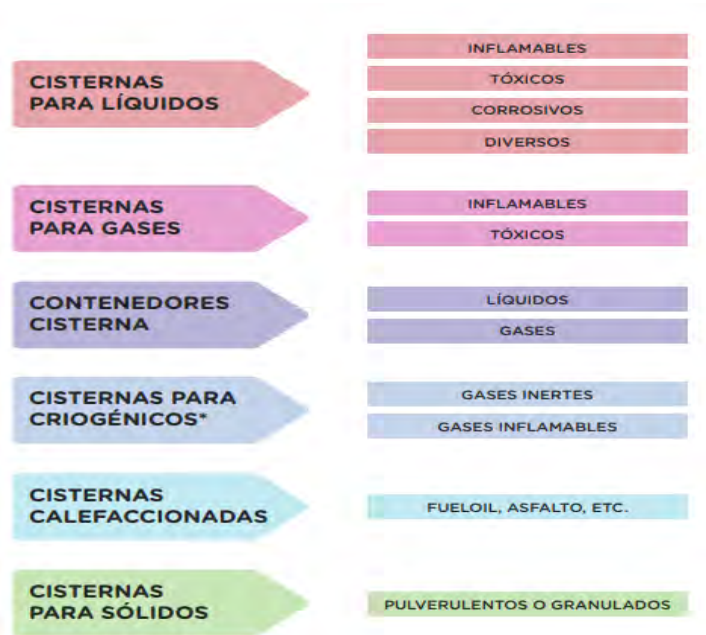 CISTERNAS
PARA LÍQUIDOS
INFLAMABLES
TÓXICOS
CORROSIVOS
DIVERSOS
CISTERNAS
PARA GASES
INFLAMABLES
TÓXICOS
CONTENEDORES
CISTERNA
LÍQUIDOS
GASES
CISTERNAS PARA
CRIOGÉNICOS*
GASES INERTES
GASES INFLAMABLES
CISTERNAS
CALEFACCIONADAS
FUELOIL, ASFALTO, ETC.
CISTERNAS
PARA SÓLIDOS
PULVERULENTOS O GRANULADOS